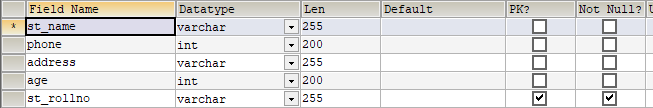 Field Name Datatype Len Default PK? Not Null? U
* st_name varchar 255
phone int 200
address varchar 255
age int 200
st_rollno varchar 255